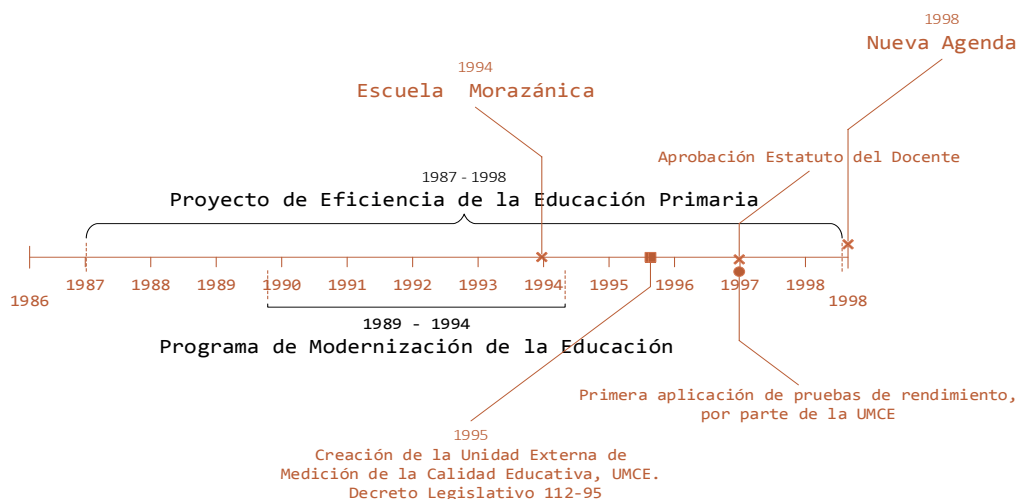 1998
Nueva Agenda
1994
Escuela Morazánica
Aprobación Estatuto del Docente
1987 - 1998
Proyecto de Eficiencia de la Educación Primaria
1986
1987
1988
1989
1990
1991
1992
1993
1994
1995
1996
1997
1998
1998
1989 - 1994
Programa de Modernización de la Educación
Primera aplicación de pruebas de rendimiento,
por parte de la UMCE
1995
Creación de la Unidad Externa de
Medición de la Calidad Educativa, UMCE.
Decreto Legislativo 112-95